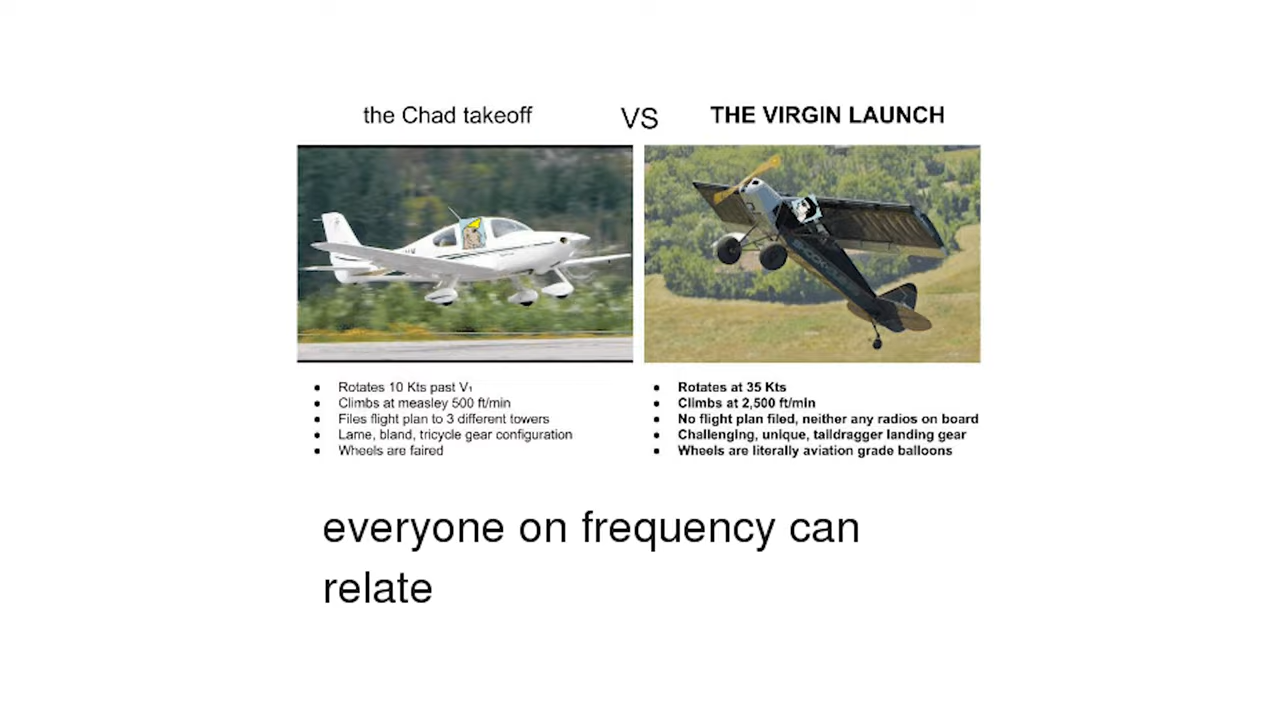 the Chad takeoff VS THE VIRGIN LAUNCH
Rotates 10 Kts past V₁
Climbs at measley 500 ft/min
Files flight plan to 3 different towers
Lame, bland, tricycle gear configuration
Wheels are faired
Rotates at 35 Kts
Climbs at 2,500 ft/min
No flight plan filed, neither any radios on board
Challenging, unique, taildragger landing gear
Wheels are literally aviation grade balloons
everyone on frequency can
relate